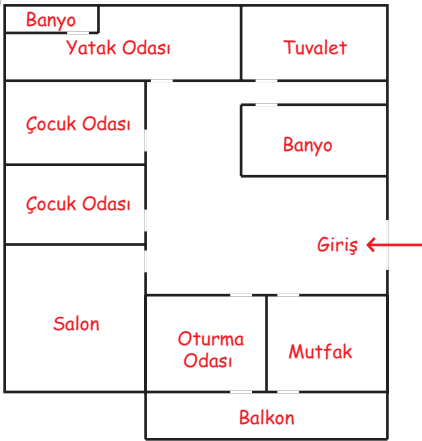 Banyo
Yatak Odası
Tuvalet
Çocuk Odası
Banyo
Çocuk Odası
Giriş
Salon
Oturma
Odası
Mutfak
Balkon